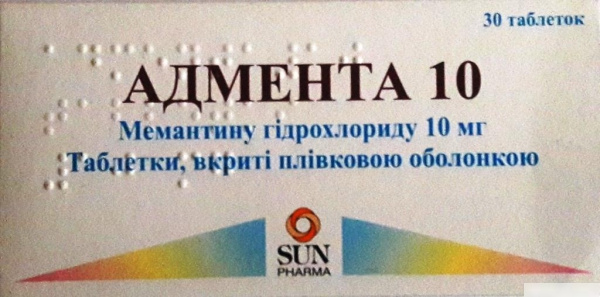 30 таблеток
АДМЕНТА 10
Мемантину гідрохлориду 10 мг
Таблетки, вкриті плівковою оболонкою
SUN
PHARMA